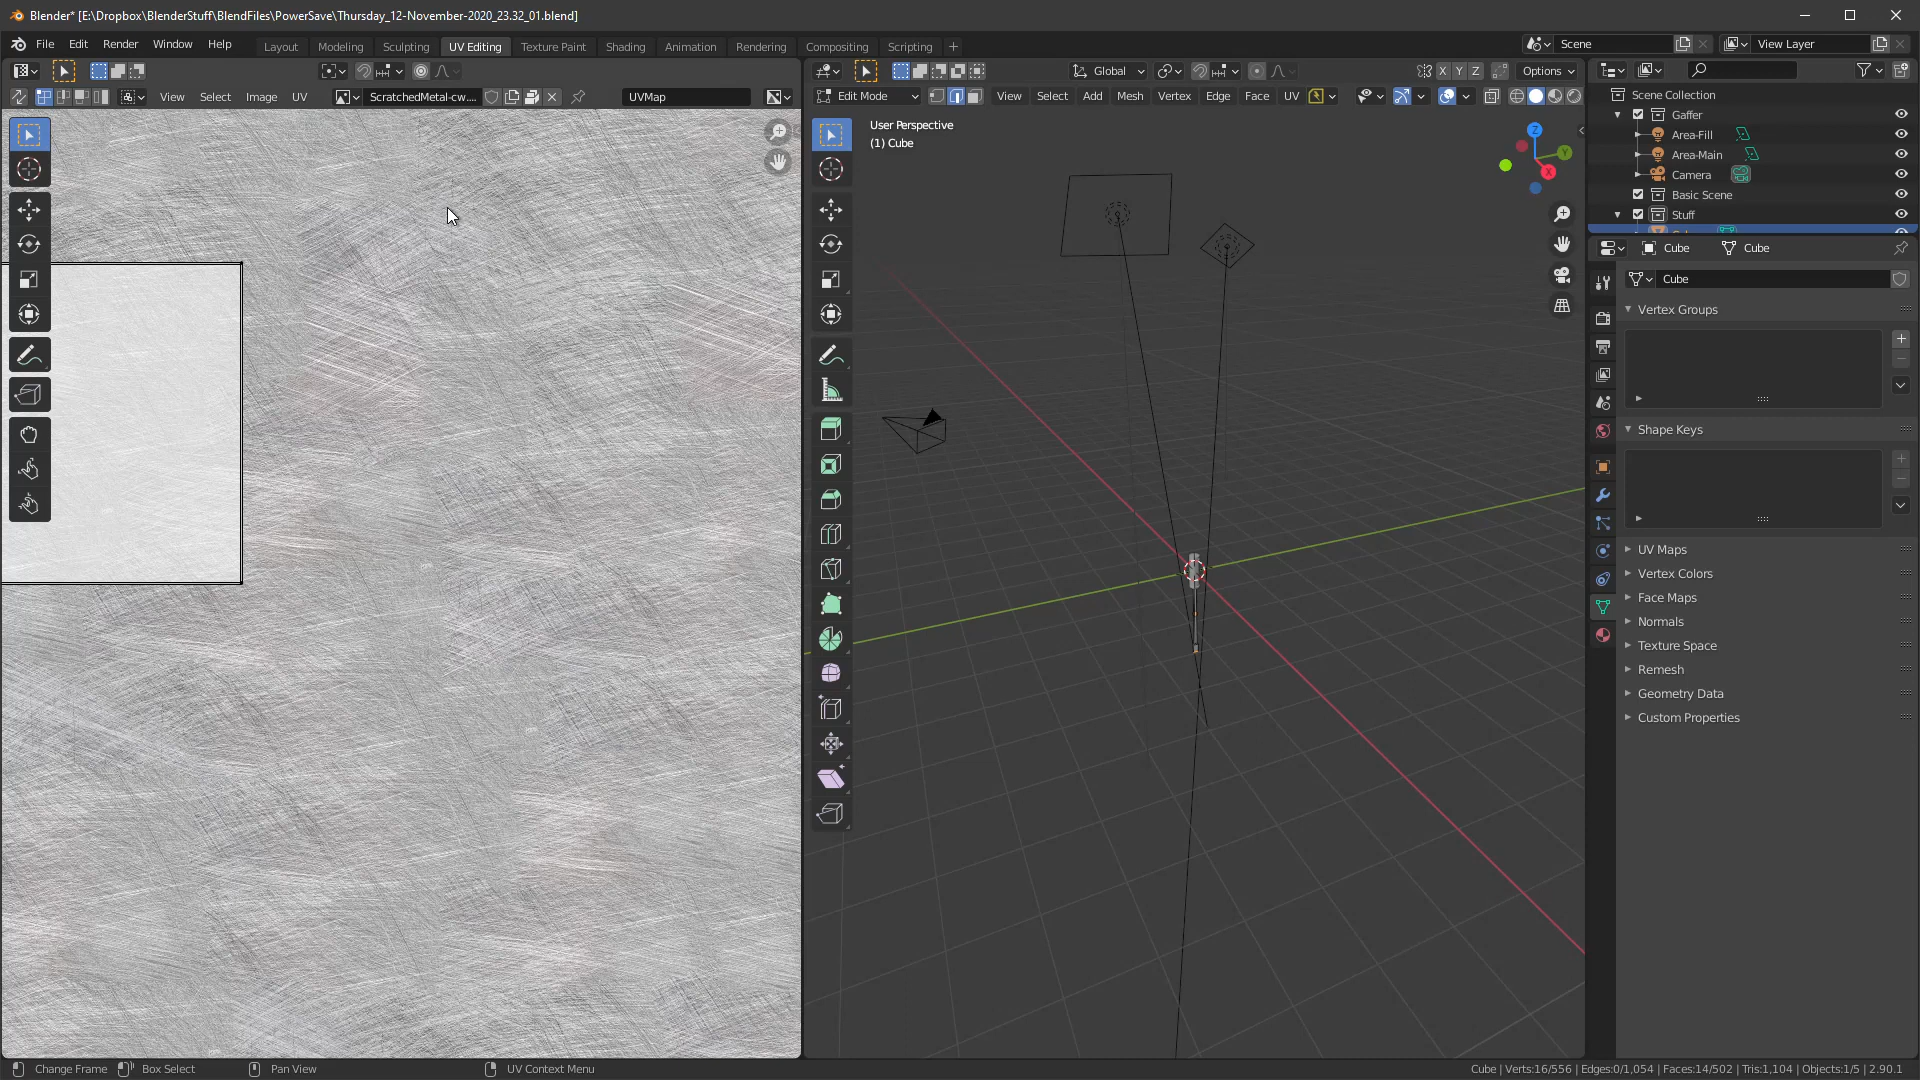 Blender* [E:\Dropbox\BlenderStuff\BlendFiles\PowerSave\Thursday_12-November-2020_23.32_01.blend]
File Edit Render Window Help Layout Modeling Sculpting UV Editing Texture Paint Shading Animation Rendering Compositing Scripting + Scene View Layer
Global X Y Z Options
View Select Image UV ScratchedMetal-cw... UVMap
Edit Mode View Select Add Mesh Vertex Edge Face UV
User Perspective
(1) Cube
Z Y X
Scene Collection
Gaffer
Area-Fill
Area-Main
Camera
Basic Scene
Stuff
Cube Cube
Cube
Vertex Groups
Shape Keys
UV Maps
Vertex Colors
Face Maps
Normals
Texture Space
Remesh
Geometry Data
Custom Properties
Change Frame Box Select Pan View UV Context Menu Cube | Verts:16/556 | Edges:0/1,054 | Faces:14/502 | Tris:1,104 | Objects:1/5 | 2.90.1